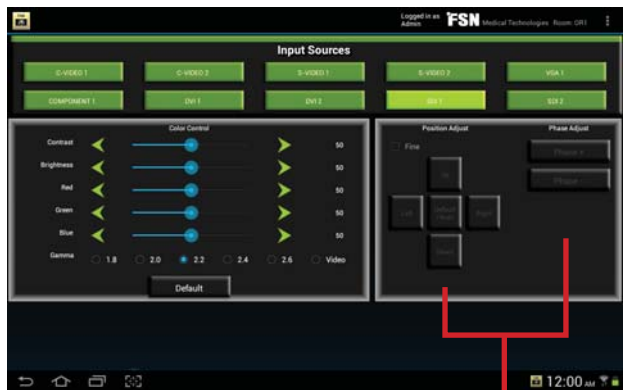 Logged in as
Admin
FSN Medical Technologies Room: OR1
Input Sources
C-VIDEO 1 C-VIDEO 2 S-VIDEO 1 S-VIDEO 2 VGA 1
COMPONENT 1 DVI 1 DVI 2 SDI 1 SDI 2
Color Control
Contrast 50
Brightness 50
Red 50
Green 50
Blue 50
Gamma 1.8 2.0 2.2 2.4 2.6 Video
Default
Position Adjust
Fine
Up
Left Default Right
Down
Phase Adjust
Phase +
Phase -
12:00 AM